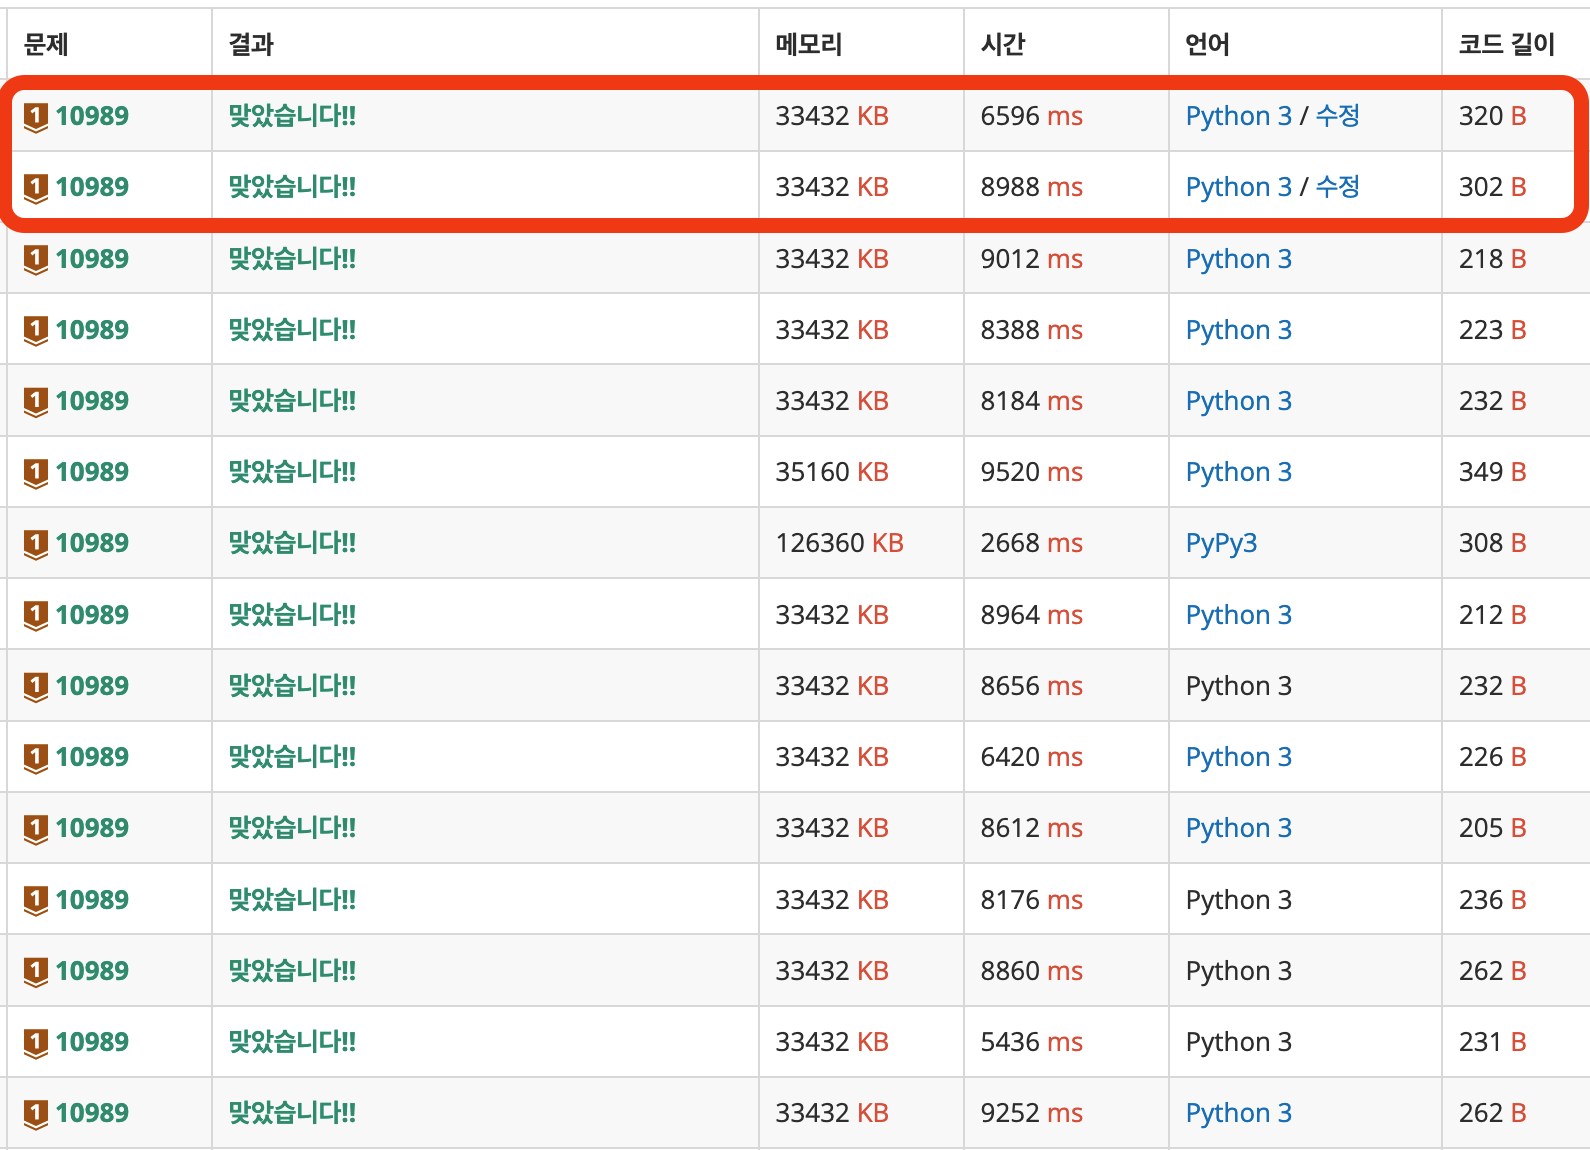 문제 결과 메모리 시간 언어 코드 길이
1 10989 맞았습니다!! 33432 KB 6596 ms Python 3 / 수정 320 B
1 10989 맞았습니다!! 33432 KB 8988 ms Python 3 / 수정 302 B
1 10989 맞았습니다!! 33432 KB 9012 ms Python 3 218 B
1 10989 맞았습니다!! 33432 KB 8388 ms Python 3 223 B
1 10989 맞았습니다!! 33432 KB 8184 ms Python 3 232 B
1 10989 맞았습니다!! 35160 KB 9520 ms Python 3 349 B
1 10989 맞았습니다!! 126360 KB 2668 ms PyPy3 308 B
1 10989 맞았습니다!! 33432 KB 8964 ms Python 3 212 B
1 10989 맞았습니다!! 33432 KB 8656 ms Python 3 232 B
1 10989 맞았습니다!! 33432 KB 6420 ms Python 3 226 B
1 10989 맞았습니다!! 33432 KB 8612 ms Python 3 205 B
1 10989 맞았습니다!! 33432 KB 8176 ms Python 3 236 B
1 10989 맞았습니다!! 33432 KB 8860 ms Python 3 262 B
1 10989 맞았습니다!! 33432 KB 5436 ms Python 3 231 B
1 10989 맞았습니다!! 33432 KB 9252 ms Python 3 262 B